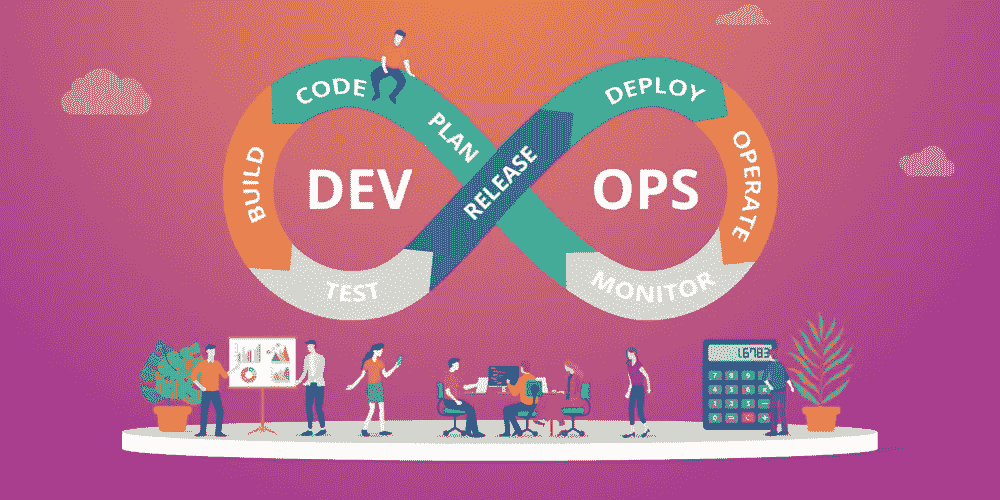 CODE
DEPLOY
PLAN
BUILD
DEV
RELEASE
OPS
OPERATE
TEST
MONITOR